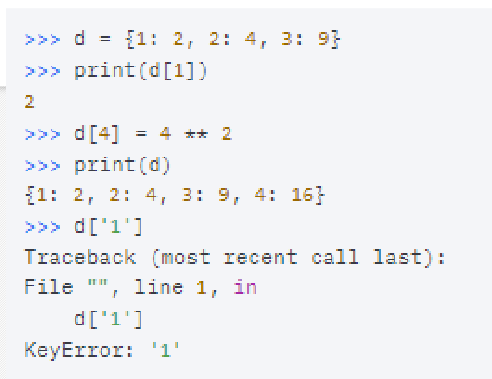 >>> d = {1: 2, 2: 4, 3: 9}
>>> print(d[1])
2
>>> d[4] = 4 ** 2
>>> print(d)
{1: 2, 2: 4, 3: 9, 4: 16}
>>> d['1']
Traceback (most recent call last):
File "", line 1, in
    d['1']
KeyError: '1'